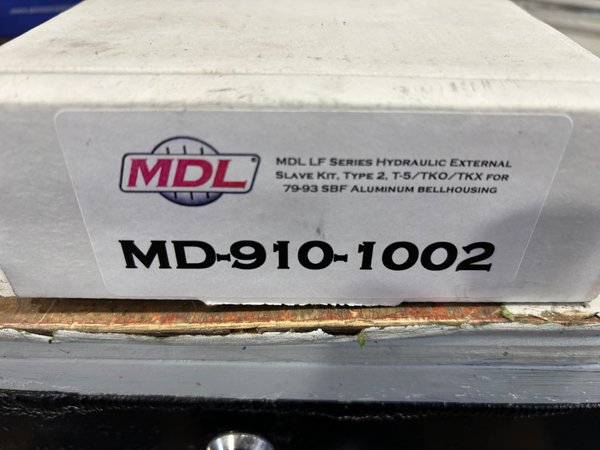 MDL
MDL LF SERIES HYDRAULIC EXTERNAL
SLAVE KIT, TYPE 2, T-5/TKO/TKX FOR
79-93 SBF ALUMINUM BELLHOUSING
MD-910-1002